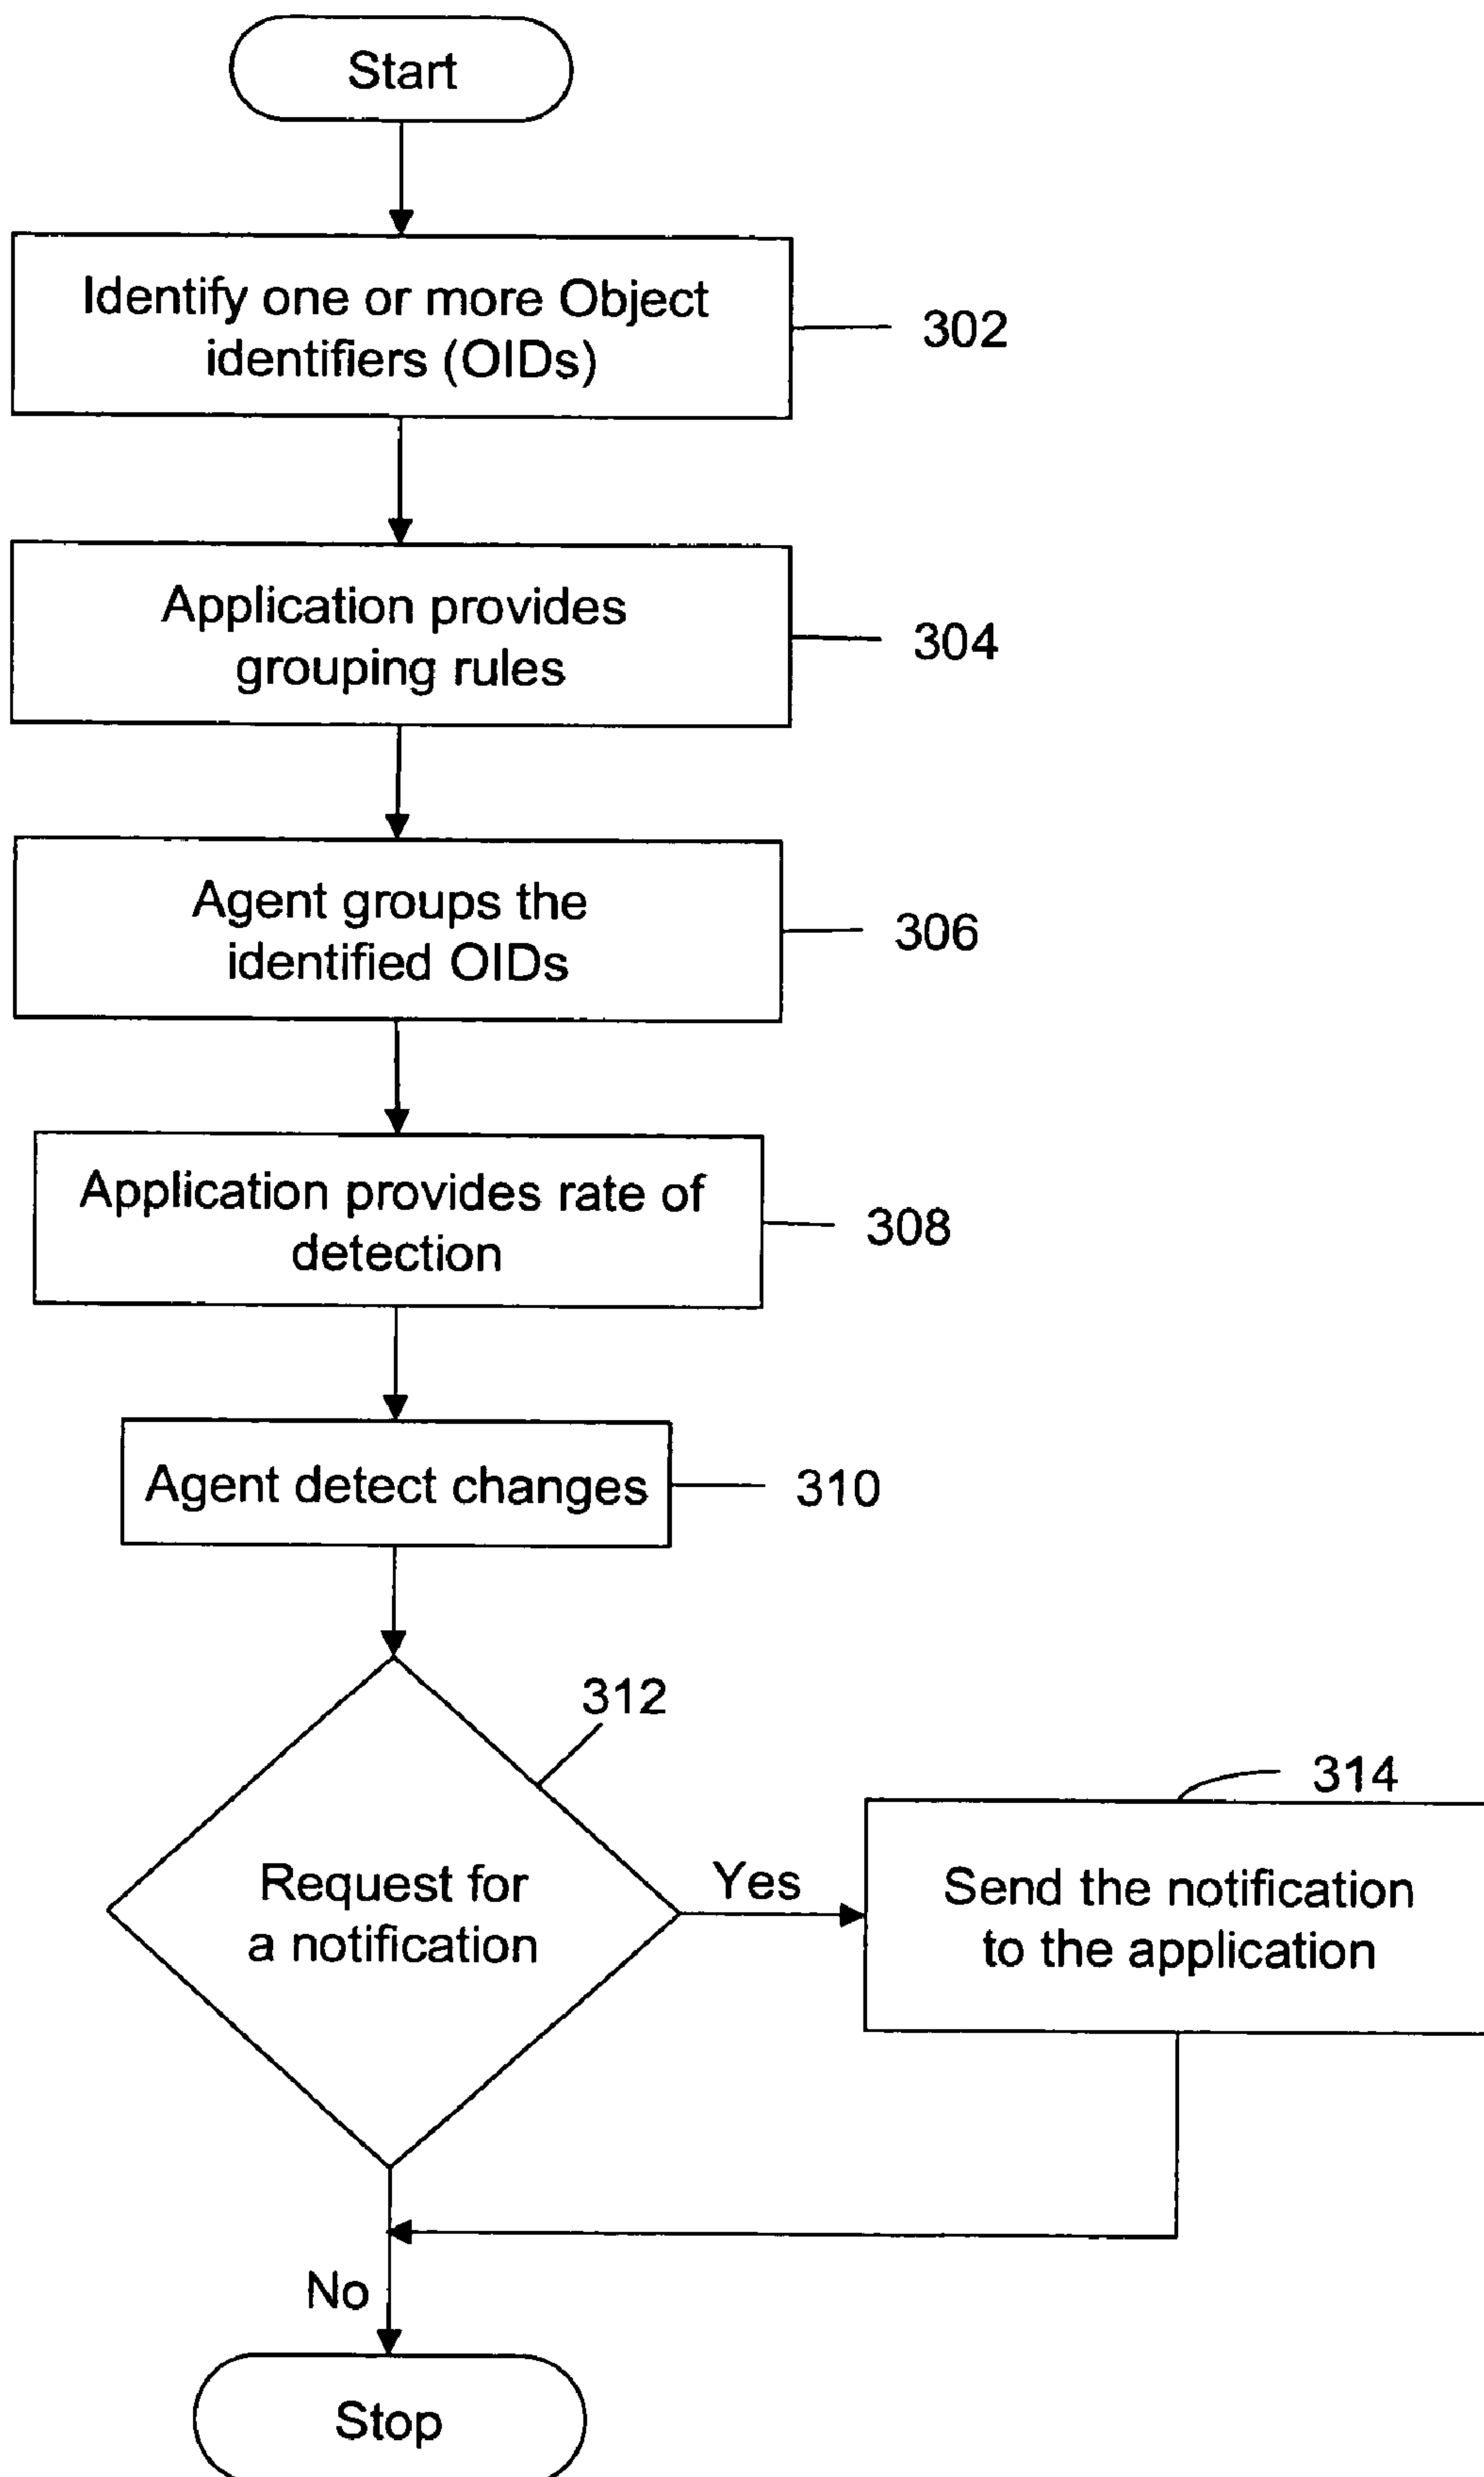 Start
Identify one or more Object
identifiers (OIDs)
302
Application provides
grouping rules
304
Agent groups the
identified OIDs
306
Application provides rate of
detection
308
Agent detect changes
310
312
Request for
a notification
Yes
314
Send the notification
to the application
No
Stop